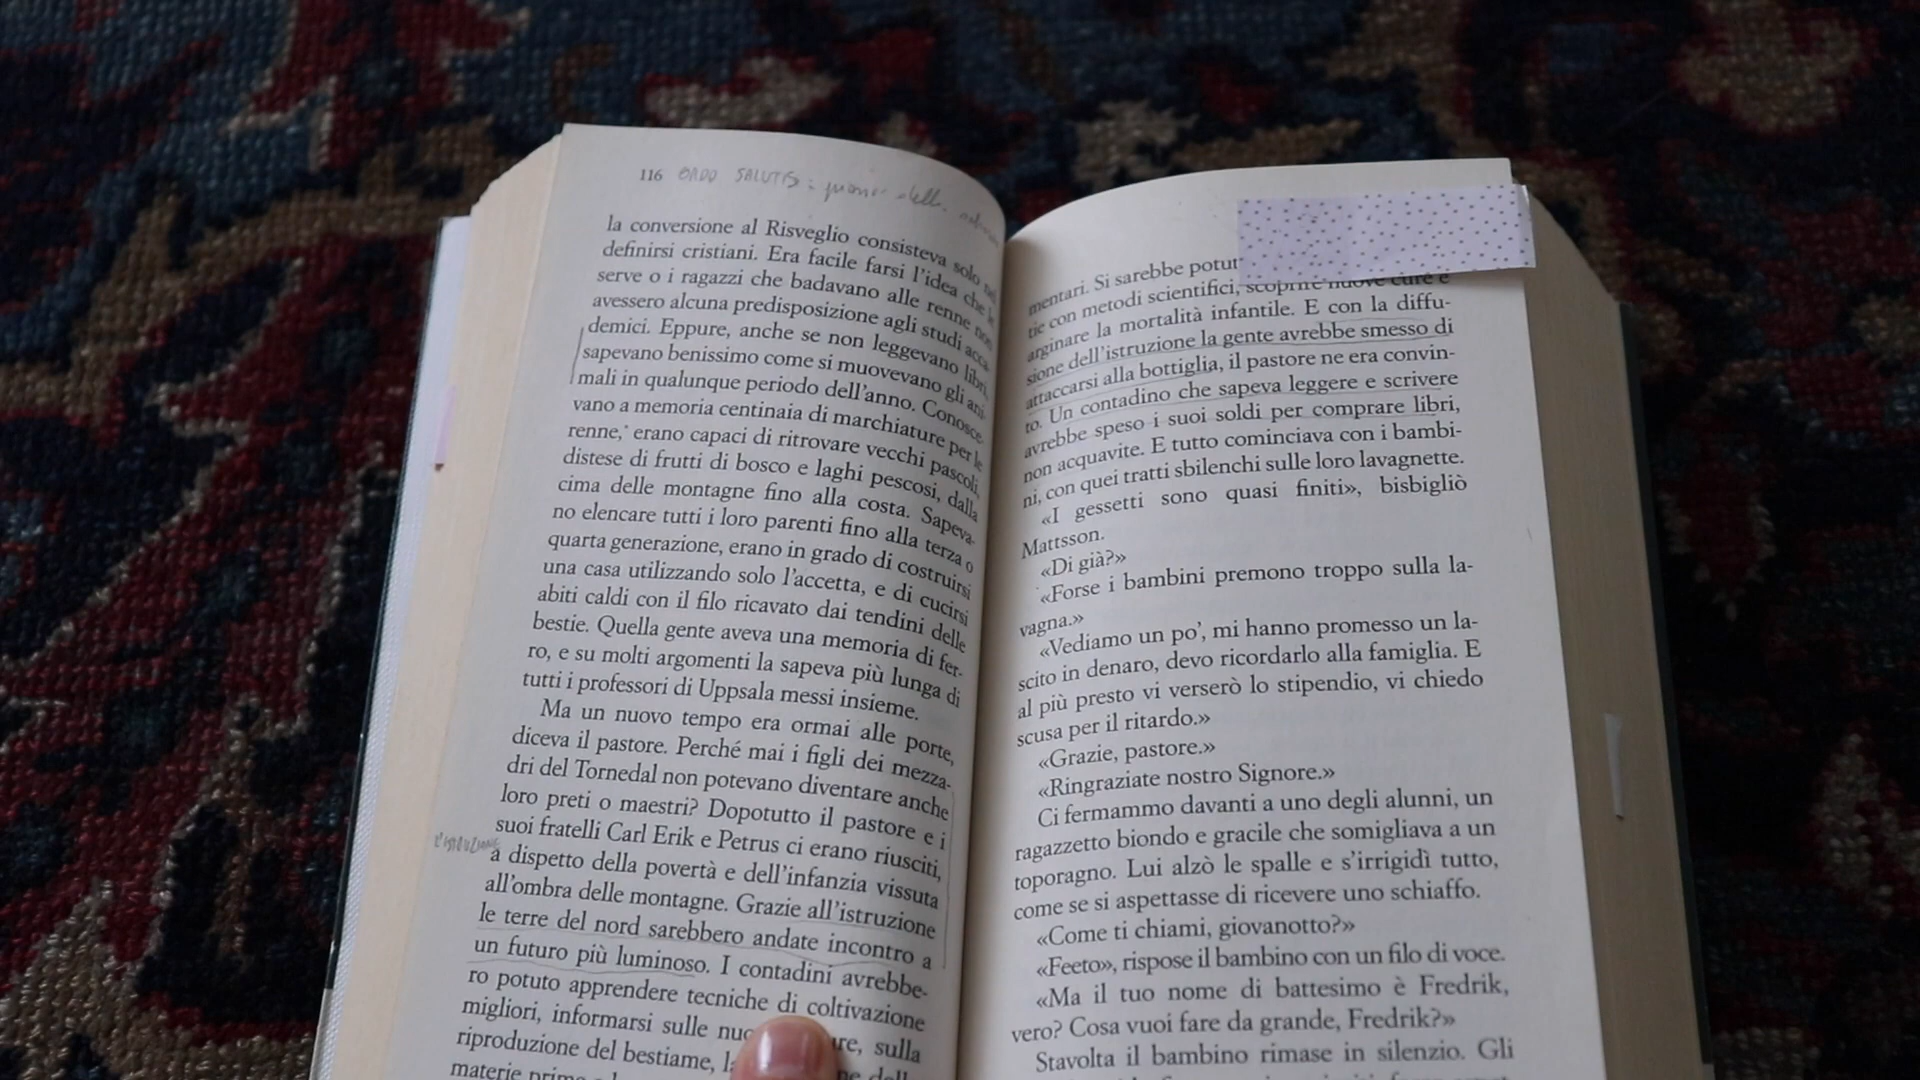 116 ORDO SALUTIS:
la conversione al Risveglio consisteva solo nel
definirsi cristiani. Era facile farsi l'idea che le
serve o i ragazzi che badavano alle renne non
avessero alcuna predisposizione agli studi acca-
demici. Eppure, anche se non leggevano libri,
sapevano benissimo come si muovevano gli ani-
mali in qualunque periodo dell'anno. Conosce-
vano a memoria centinaia di marchiature per le
renne,* erano capaci di ritrovare vecchi pascoli,
distese di frutti di bosco e laghi pescosi, dalla
cima delle montagne fino alla costa. Sapeva-
no elencare tutti i loro parenti fino alla terza o
quarta generazione, erano in grado di costruirsi
una casa utilizzando solo l'accetta, e di cucirsi
abiti caldi con il filo ricavato dai tendini delle
bestie. Quella gente aveva una memoria di fer-
ro, e su molti argomenti la sapeva più lunga di
tutti i professori di Uppsala messi insieme.
Ma un nuovo tempo era ormai alle porte,
diceva il pastore. Perché mai i figli dei mezza-
dri del Tornedal non potevano diventare anche
loro preti o maestri? Dopotutto il pastore e i
suoi fratelli Carl Erik e Petrus ci erano riusciti,
L'ISTRUZIONE
a dispetto della povertà e dell'infanzia vissuta
all'ombra delle montagne. Grazie all'istruzione
le terre del nord sarebbero andate incontro a
un futuro più luminoso. I contadini avrebbe-
ro potuto apprendere tecniche di coltivazione
migliori, informarsi sulle sulla
riproduzione del bestiame,
materie prime
mentari. Si sarebbe
tie con metodi scientifici, scoprire nuove cure e
arginare la mortalità infantile. E con la diffu-
sione dell'istruzione la gente avrebbe smesso di
attaccarsi alla bottiglia, il pastore ne era convin-
to. Un contadino che sapeva leggere e scrivere
avrebbe speso i suoi soldi per comprare libri,
non acquavite. E tutto cominciava con i bambi-
ni, con quei tratti sbilenchi sulle loro lavagnette.
«I gessetti sono quasi finiti», bisbigliò
Mattsson.
«Di già?»
«Forse i bambini premono troppo sulla la-
vagna.»
«Vediamo un po', mi hanno promesso un la-
scito in denaro, devo ricordarlo alla famiglia. E
al più presto vi verserò lo stipendio, vi chiedo
scusa per il ritardo.»
«Grazie, pastore.»
«Ringraziate nostro Signore.»
Ci fermammo davanti a uno degli alunni, un
ragazzetto biondo e gracile che somigliava a un
toporagno. Lui alzò le spalle e s'irrigidì tutto,
come se si aspettasse di ricevere uno schiaffo.
«Come ti chiami, giovanotto?»
«Feeto», rispose il bambino con un filo di voce.
«Ma il tuo nome di battesimo è Fredrik,
vero? Cosa vuoi fare da grande, Fredrik?»
Stavolta il bambino rimase in silenzio. Gli